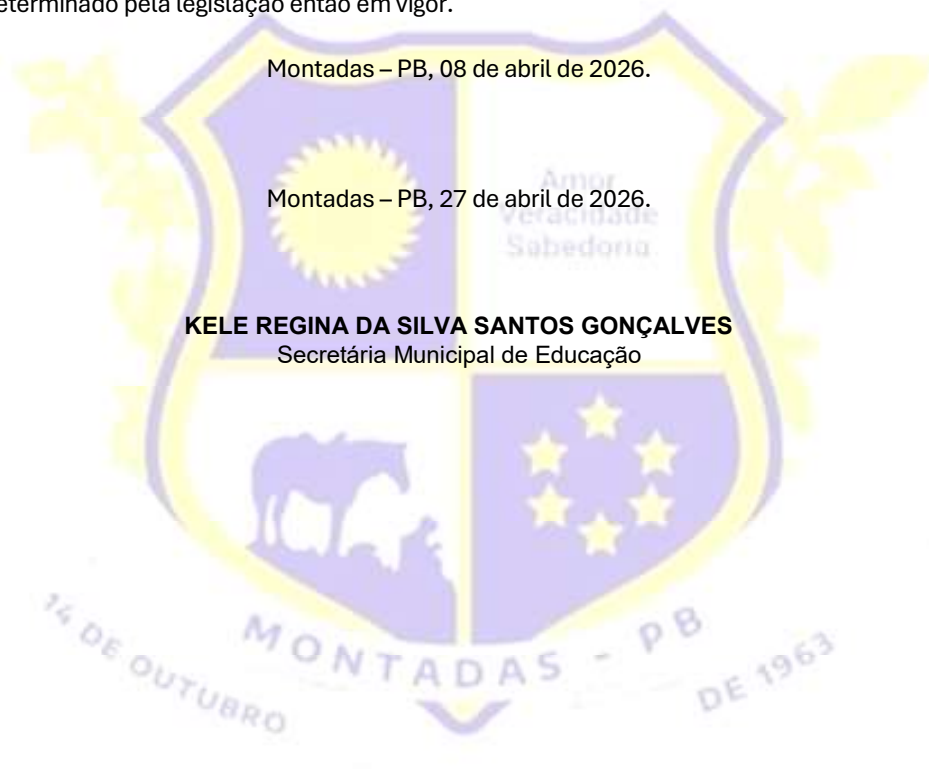 eterminado pela legislação então em vigor.
Montadas – PB, 08 de abril de 2026.
Amor
Montadas – PB, 27 de abril de 2026.
Veracidade
Sabedoria
KELE REGINA DA SILVA SANTOS GONÇALVES
Secretária Municipal de Educação
MONTADAS - PB
14 DE OUTUBRO DE 1963